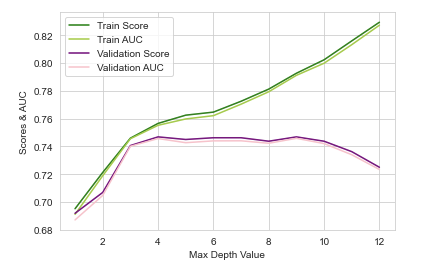 Train Score
Train AUC
Validation Score
Validation AUC
Scores & AUC
0.82
0.80
0.78
0.76
0.74
0.72
0.70
0.68
2 4 6 8 10 12
Max Depth Value